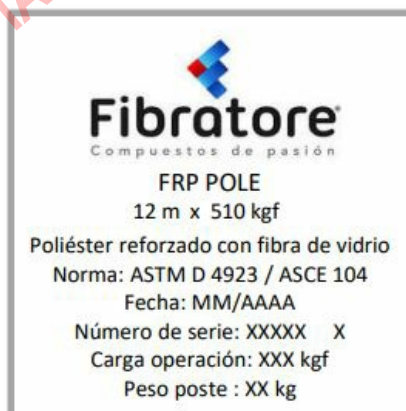 Fibratore
Compuestos de pasión
FRP POLE
12 m x 510 kgf
Poliéster reforzado con fibra de vidrio
Norma: ASTM D 4923 / ASCE 104
Fecha: MM/AAAA
Número de serie: XXXXX X
Carga operación: XXX kgf
Peso poste : XX kg